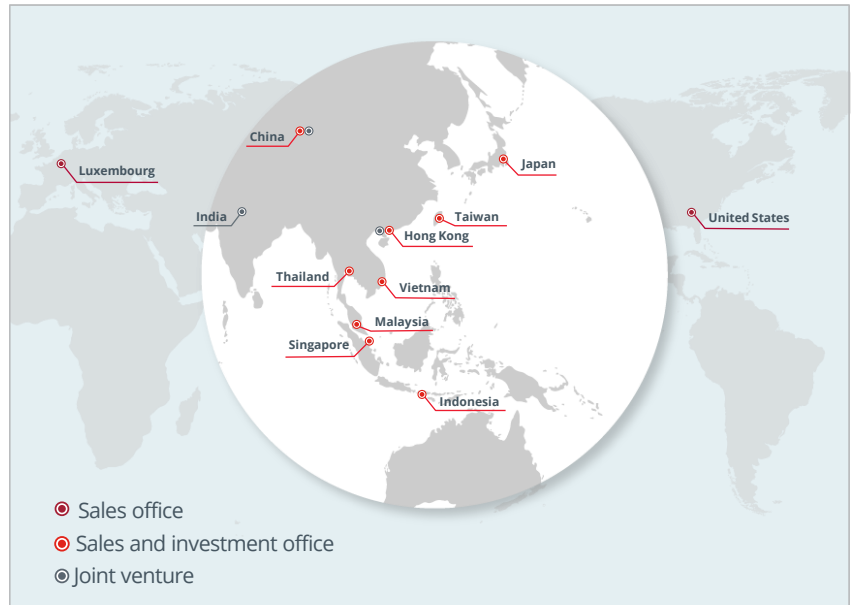 China
Japan
Luxembourg
India
Taiwan
United States
Hong Kong
Thailand
Vietnam
Malaysia
Singapore
Indonesia
Sales office
Sales and investment office
Joint venture